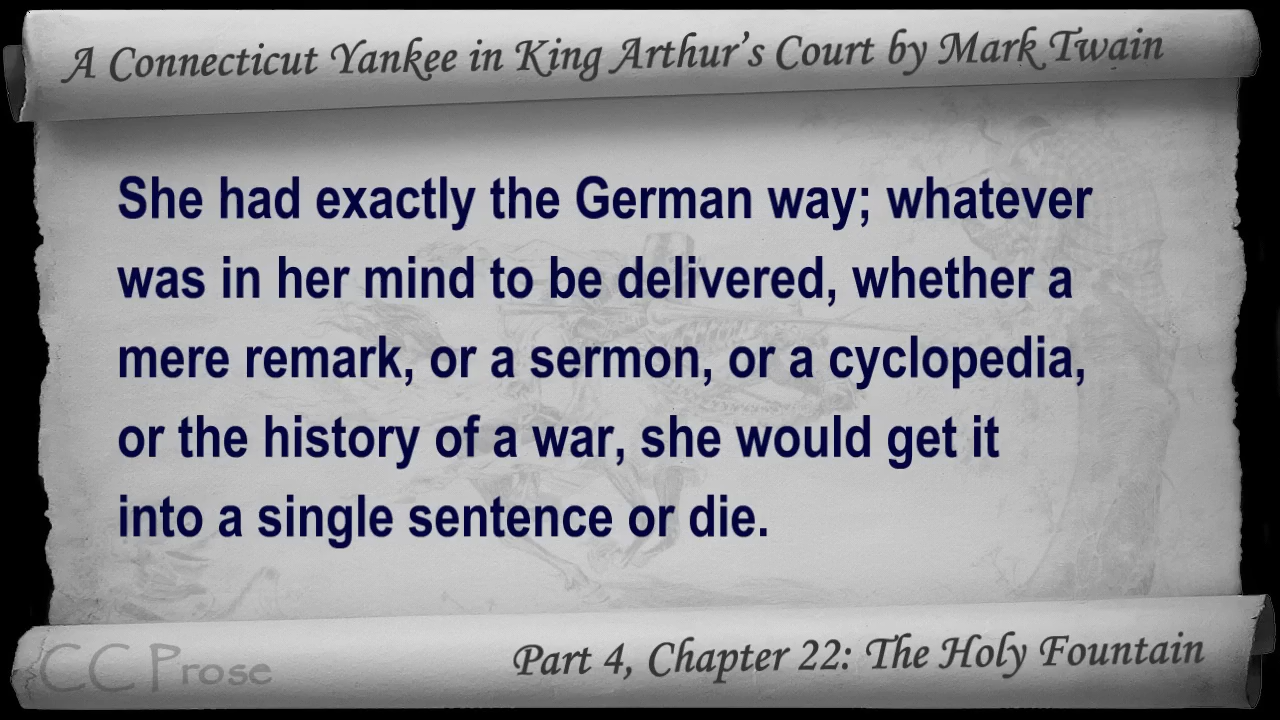 A Connecticut Yankee in King Arthur's Court by Mark Twain
She had exactly the German way; whatever
was in her mind to be delivered, whether a
mere remark, or a sermon, or a cyclopedia,
or the history of a war, she would get it
into a single sentence or die.
CC Prose
Part 4, Chapter 22: The Holy Fountain